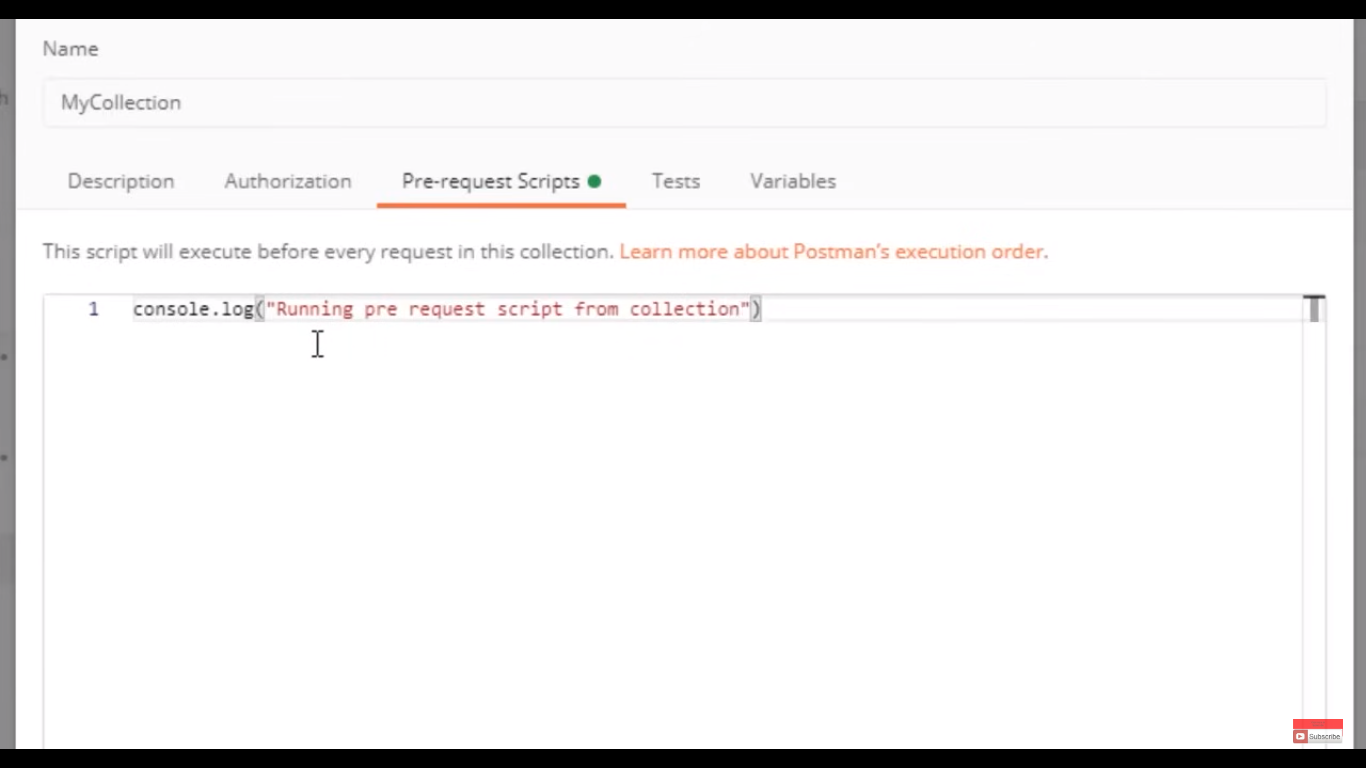 Name
MyCollection
Description Authorization Pre-request Scripts Tests Variables
This script will execute before every request in this collection. Learn more about Postman's execution order.
1 console.log("Running pre request script from collection")
Subscribe